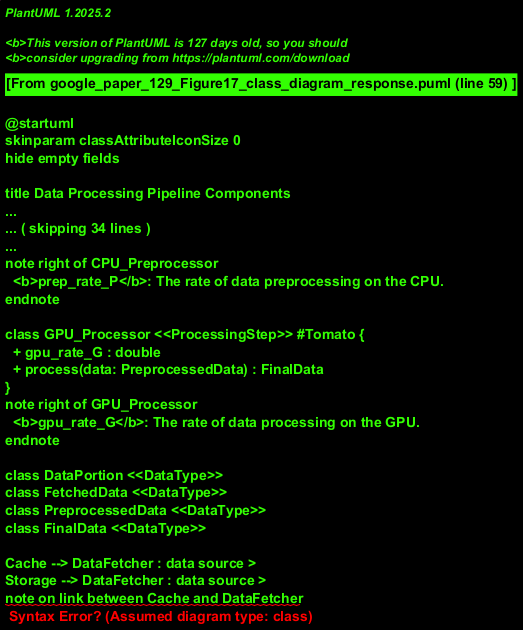 PlantUML 1.2025.2
<b>This version of PlantUML is 127 days old, so you should
<b>consider upgrading from https://plantuml.com/download
[From google_paper_129_Figure17_class_diagram_response.puml (line 59) ]
@startuml
skinparam classAttributeIconSize 0
hide empty fields
title Data Processing Pipeline Components
...
... ( skipping 34 lines )
...
note right of CPU_Preprocessor
<b>prep_rate_P</b>: The rate of data preprocessing on the CPU.
endnote
class GPU_Processor <<ProcessingStep>> #Tomato {
+ gpu_rate_G : double
+ process(data: PreprocessedData) : FinalData
}
note right of GPU_Processor
<b>gpu_rate_G</b>: The rate of data processing on the GPU.
endnote
class DataPortion <<DataType>>
class FetchedData <<DataType>>
class PreprocessedData <<DataType>>
class FinalData <<DataType>>
Cache --> DataFetcher : data source >
Storage --> DataFetcher : data source >
note on link between Cache and DataFetcher
Syntax Error? (Assumed diagram type: class)